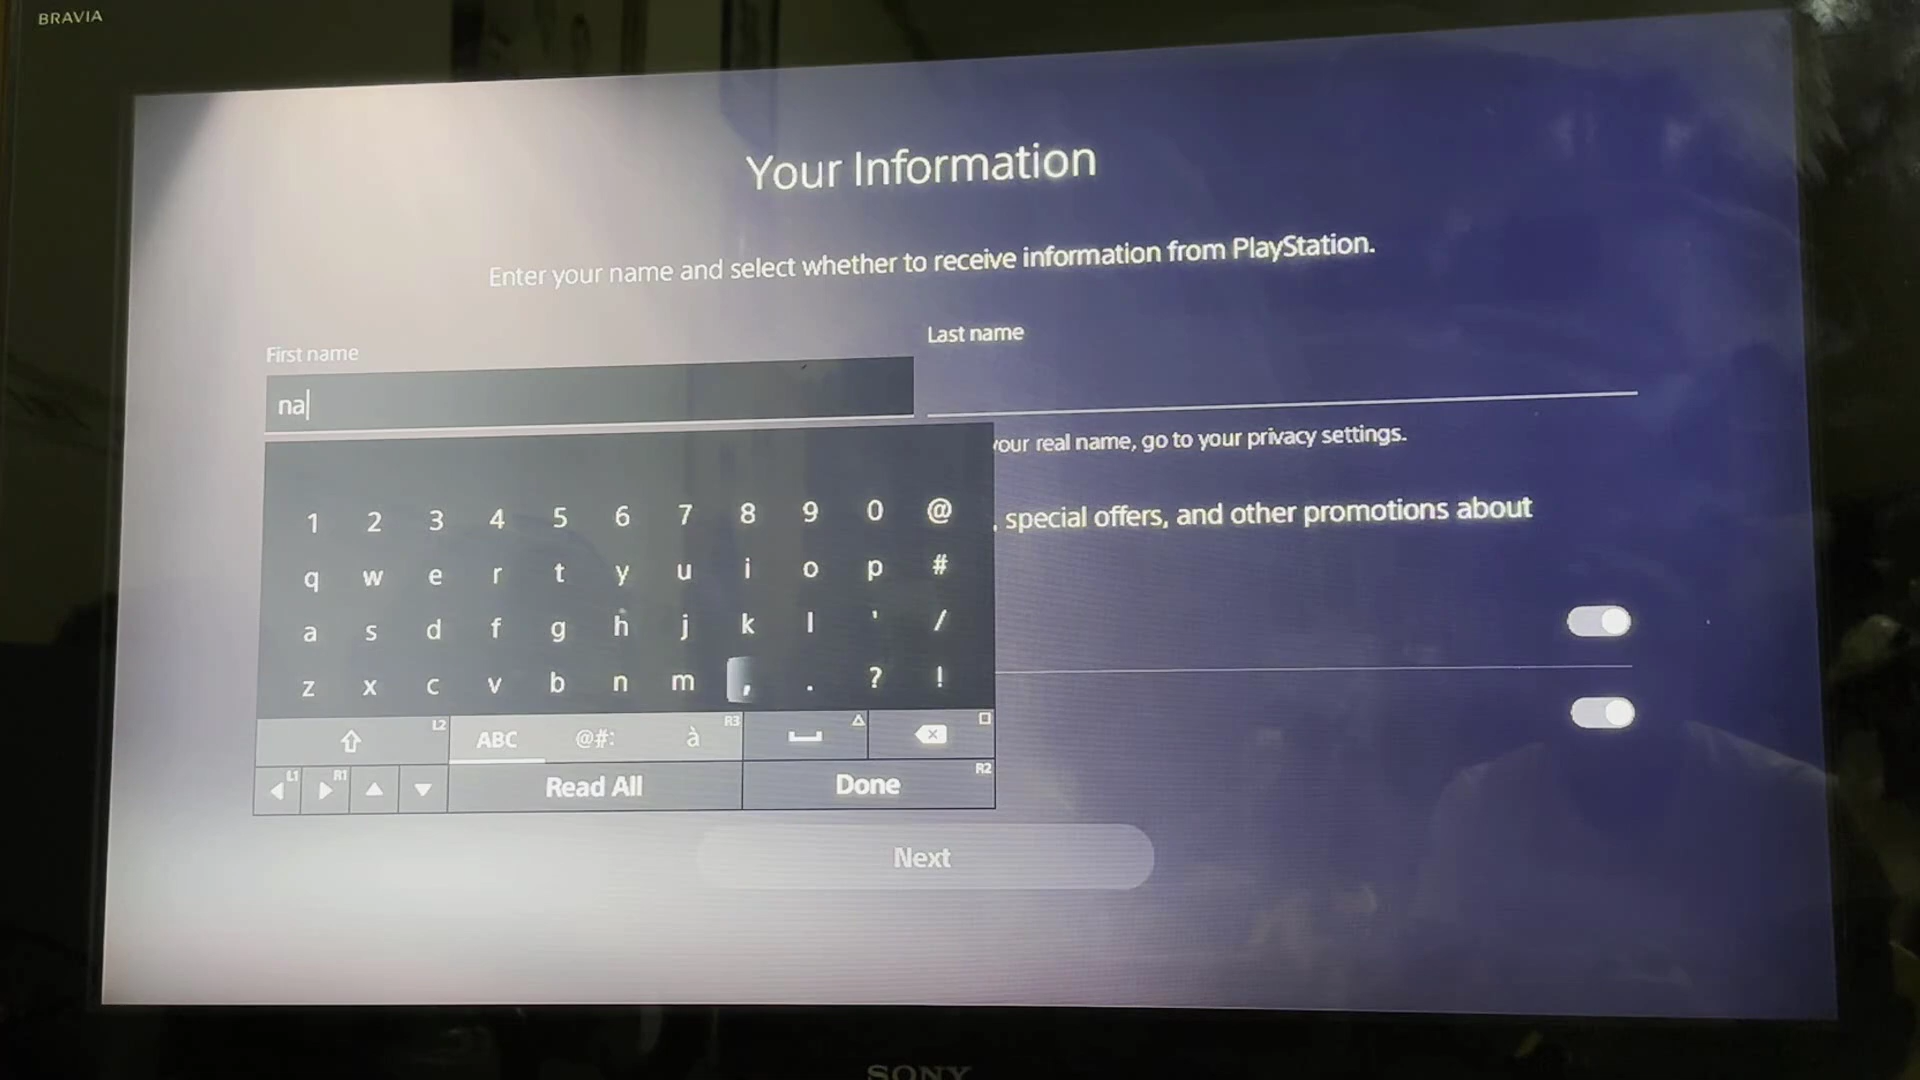 BRAVIA
Your Information
Enter your name and select whether to receive information from PlayStation.
First name
Last name
na
our real name, go to your privacy settings.
, special offers, and other promotions about
1 2 3 4 5 6 7 8 9 0 @
q w e r t y u i o p #
a s d f g h j k l ' /
z x c v b n m , . ? !
L2 ABC @#: à R3
L1 R1 Read All Done R2
Next
SONY